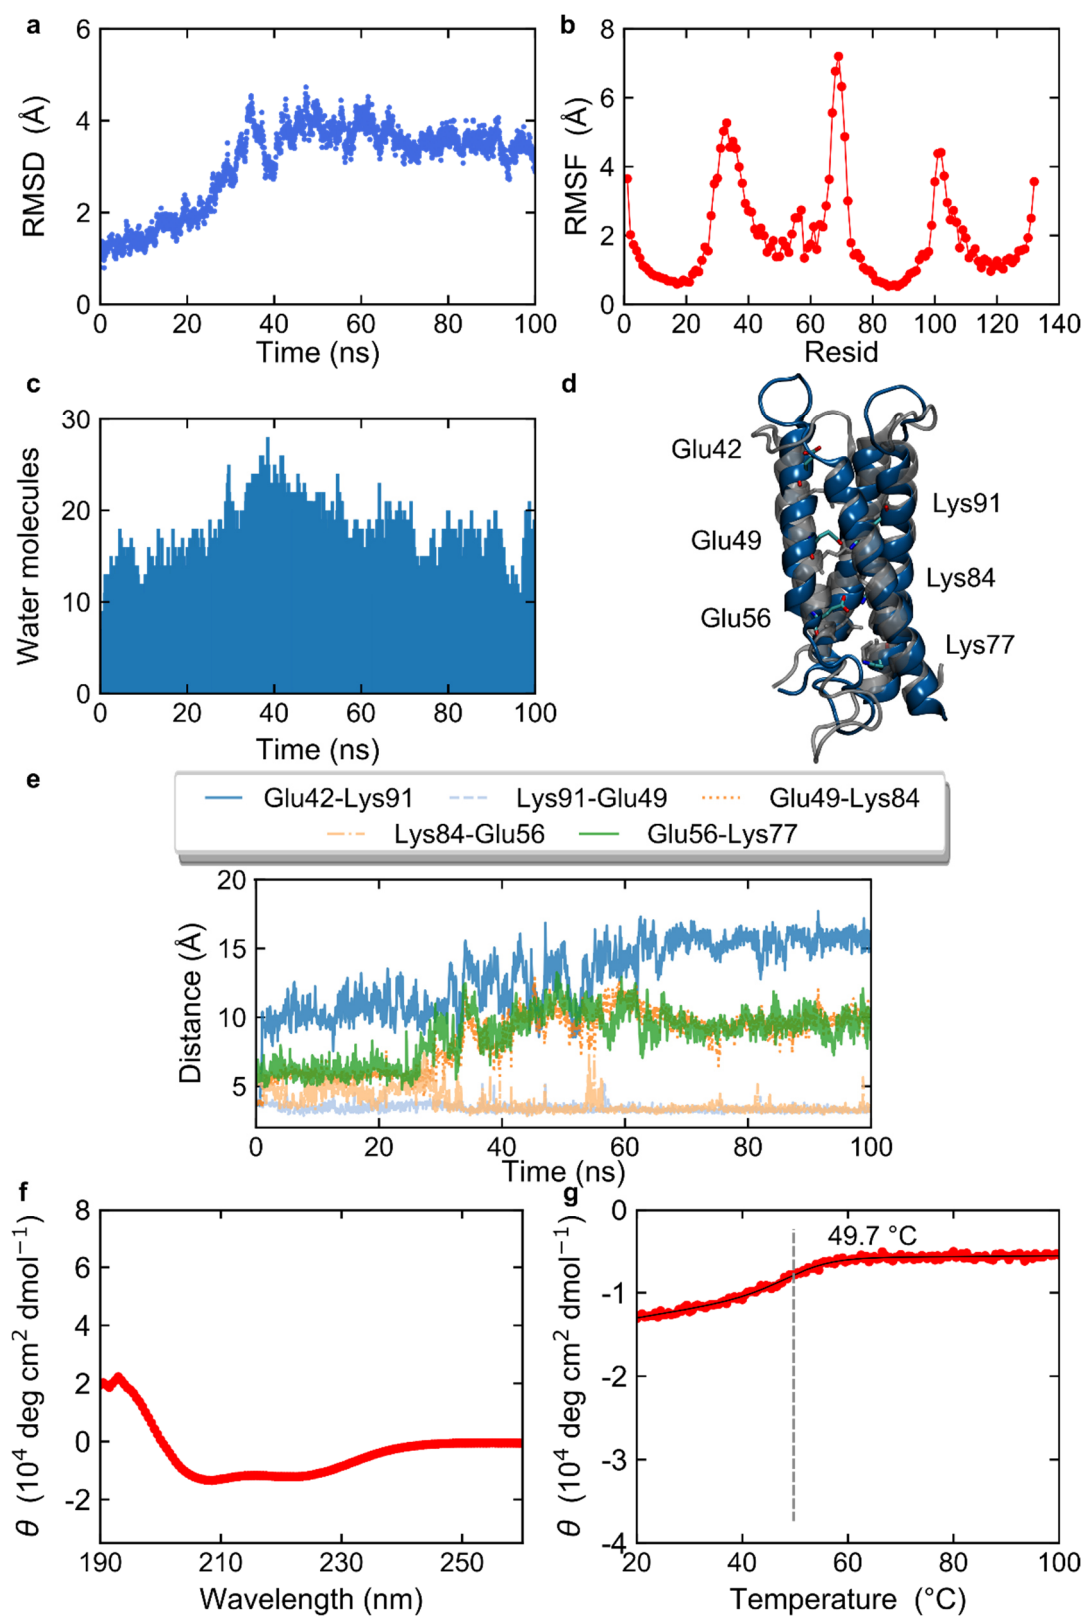 a
6
4
2
0
RMSD (Å)
0 20 40 60 80 100
Time (ns)
b
8
6
4
2
0
RMSF (Å)
0 20 40 60 80 100 120 140
Resid
c
30
20
10
0
Water molecules
0 20 40 60 80 100
Time (ns)
d
Glu42
Glu49
Glu56
Lys91
Lys84
Lys77
e
Glu42-Lys91 Lys91-Glu49 Glu49-Lys84
Lys84-Glu56 Glu56-Lys77
20
15
10
5
Distance (Å)
0 20 40 60 80 100
Time (ns)
f
8
6
4
2
0
-2
θ (10⁴ deg cm² dmol⁻¹)
190 210 230 250
Wavelength (nm)
g
0
-1
-2
-3
-4
θ (10⁴ deg cm² dmol⁻¹)
49.7 °C
20 40 60 80 100
Temperature (°C)